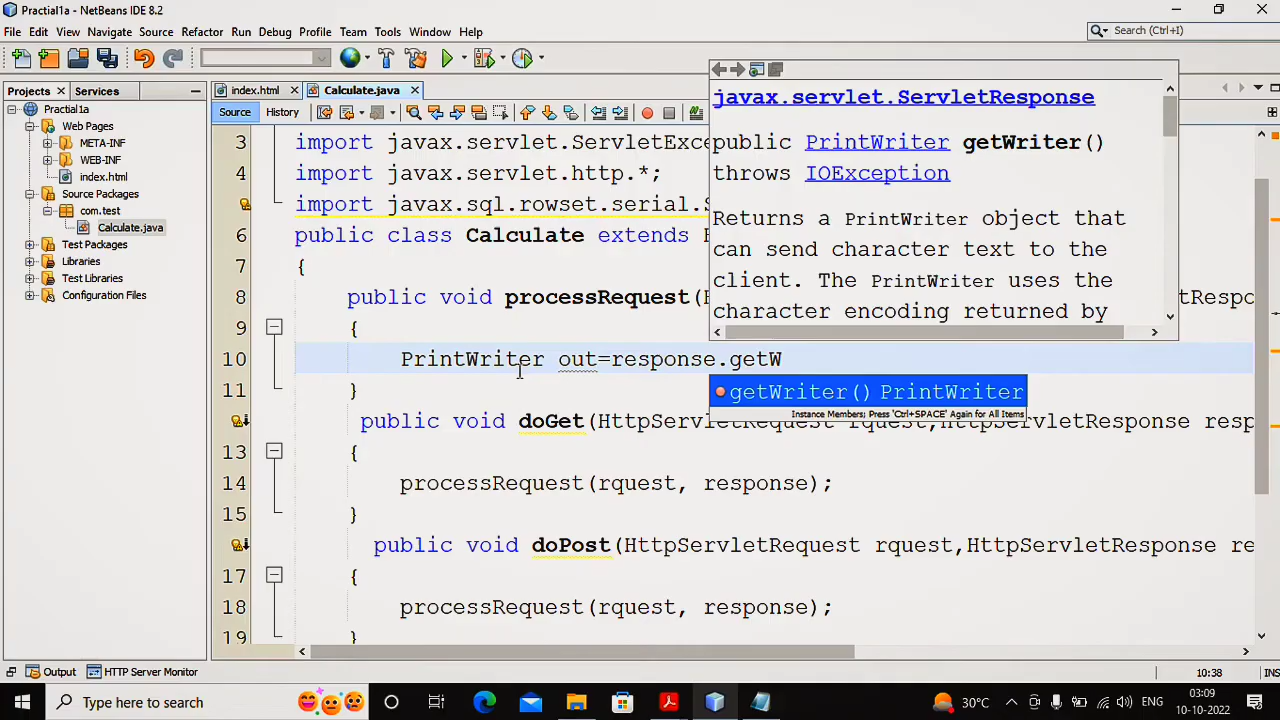 Practial1a - NetBeans IDE 8.2
File Edit View Navigate Source Refactor Run Debug Profile Team Tools Window Help
Search (Ctrl+I)
Projects Services
index.html Calculate.java
Source History
Practial1a
Web Pages
META-INF
WEB-INF
index.html
Source Packages
com.test
Calculate.java
Test Packages
Libraries
Test Libraries
Configuration Files
3 import javax.servlet.ServletExce
4 import javax.servlet.http.*;
import javax.sql.rowset.serial.
6 public class Calculate extends
7 {
8 public void processRequest(
9 {
10 PrintWriter out=response.getW
11 }
public void doGet(HttpServletRequest rquest,HttpServletResponse resp
13 {
14 processRequest(rquest, response);
15 }
public void doPost(HttpServletRequest rquest,HttpServletResponse re
17 {
18 processRequest(rquest, response);
19 }
javax.servlet.ServletResponse
public PrintWriter getWriter()
throws IOException
Returns a PrintWriter object that
can send character text to the
client. The PrintWriter uses the
character encoding returned by
getWriter() PrintWriter
Instance Members; Press 'Ctrl+SPACE' Again for All Items
Output HTTP Server Monitor
10:38 INS
Type here to search
30°C
ENG
03:09
10-10-2022